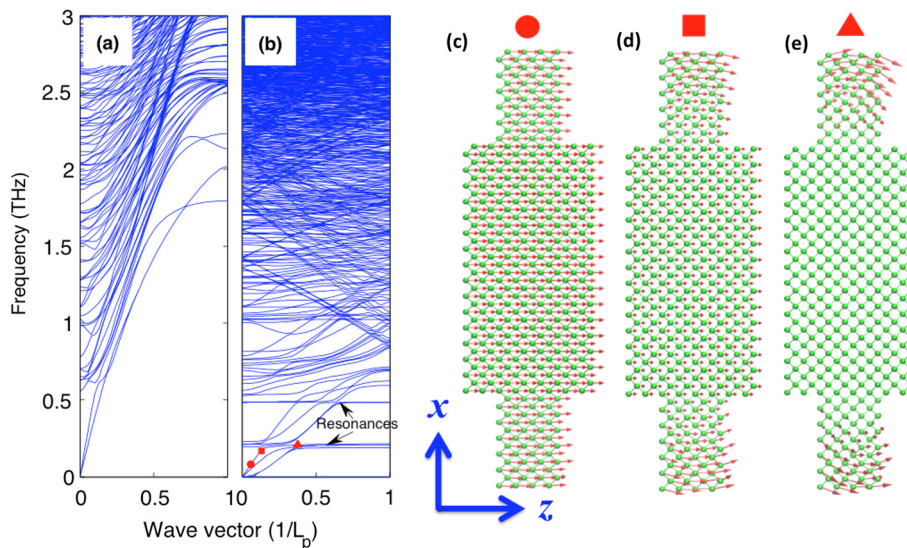 (a)
(b)
(c)
(d)
(e)
3
2.5
2
1.5
1
0.5
0
Frequency (THz)
Resonances
0 0.5 1 0 0.5 1
Wave vector (1/Lp)
x
z